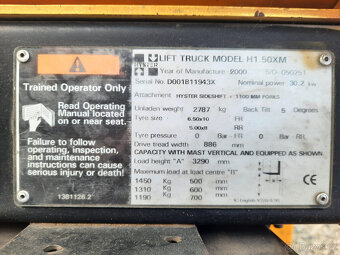 Trained Operator Only
Read Operating
Manual located
on or near seat.
Failure to follow
operating, inspection,
and maintenance
instructions can cause
serious injury or death!
1381126.2
HYSTER
LIFT TRUCK MODEL H1.50XM
Year of Manufacture 2000 S/O 090251
Serial No. D001B11943X Nominal power 30.2 kw
Attachment HYSTER SIDESHIFT + 1100 MM FORKS
Unladen weight 2787 kg Back Tilt 5 Degrees
Tyre size 6.50x10 FR
5.00x8 RR
Tyre pressure 0 Bar FR 0 Bar RR
Drive tread width 886 mm
CAPACITY WITH MAST VERTICAL AND EQUIPPED AS ABOVE
Load height "A" 3290 mm
Maximum load at load centre "B"
1450 Kg 500 mm
1310 Kg 600 mm
1190 Kg 700 mm
CE